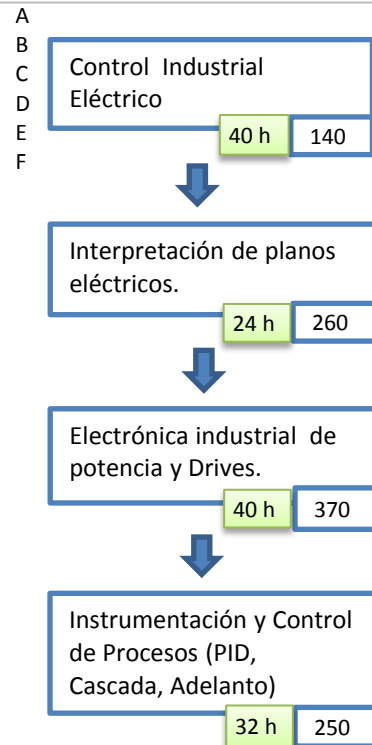 A
B
C
D
E
F
Control Industrial
Eléctrico
40 h 140
Interpretación de planos
eléctricos.
24 h 260
Electrónica industrial de
potencia y Drives.
40 h 370
Instrumentación y Control
de Procesos (PID,
Cascada, Adelanto)
32 h 250